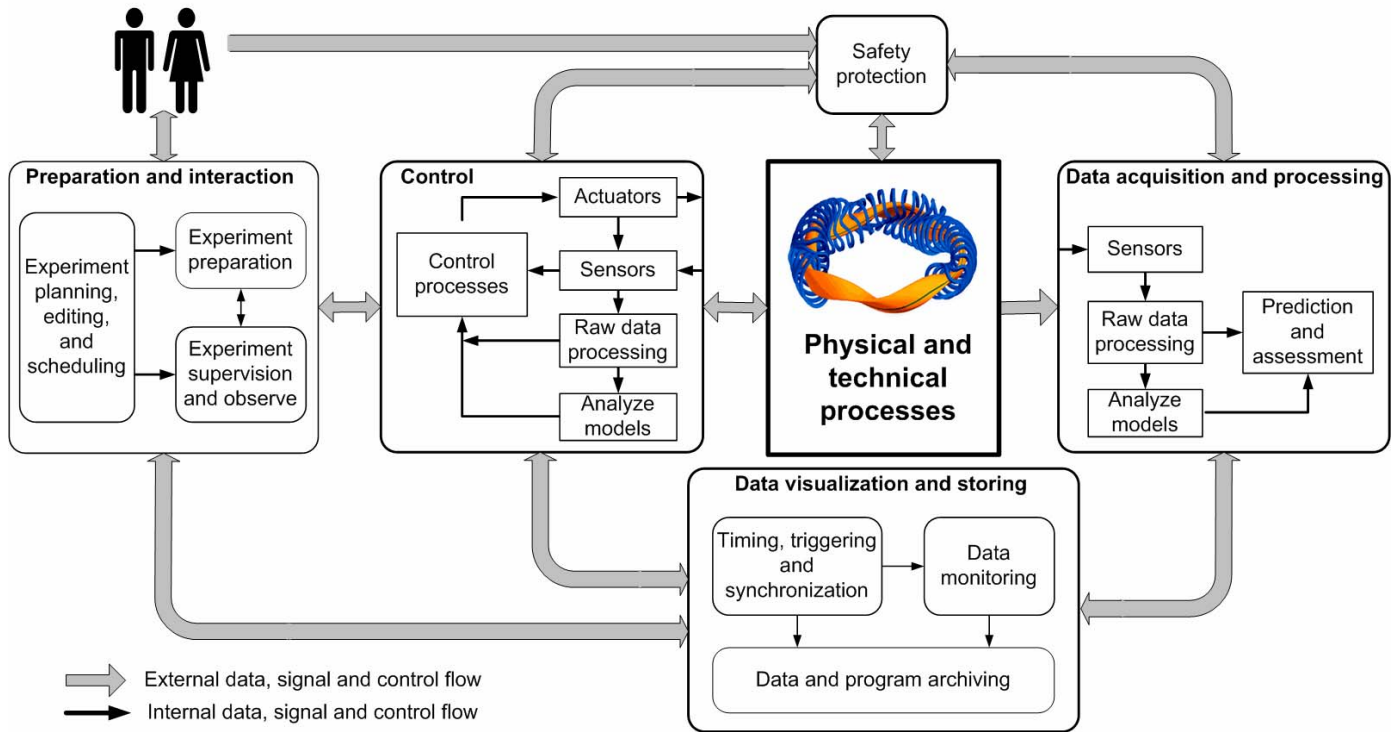 Safety
protection
Preparation and interaction
Experiment
planning,
editing,
and
scheduling
Experiment
preparation
Experiment
supervision
and observe
Control
Actuators
Control
processes
Sensors
Raw data
processing
Analyze
models
Physical and
technical
processes
Data acquisition and processing
Sensors
Raw data
processing
Analyze
models
Prediction
and
assessment
Data visualization and storing
Timing, triggering
and
synchronization
Data
monitoring
Data and program archiving
External data, signal and control flow
Internal data, signal and control flow